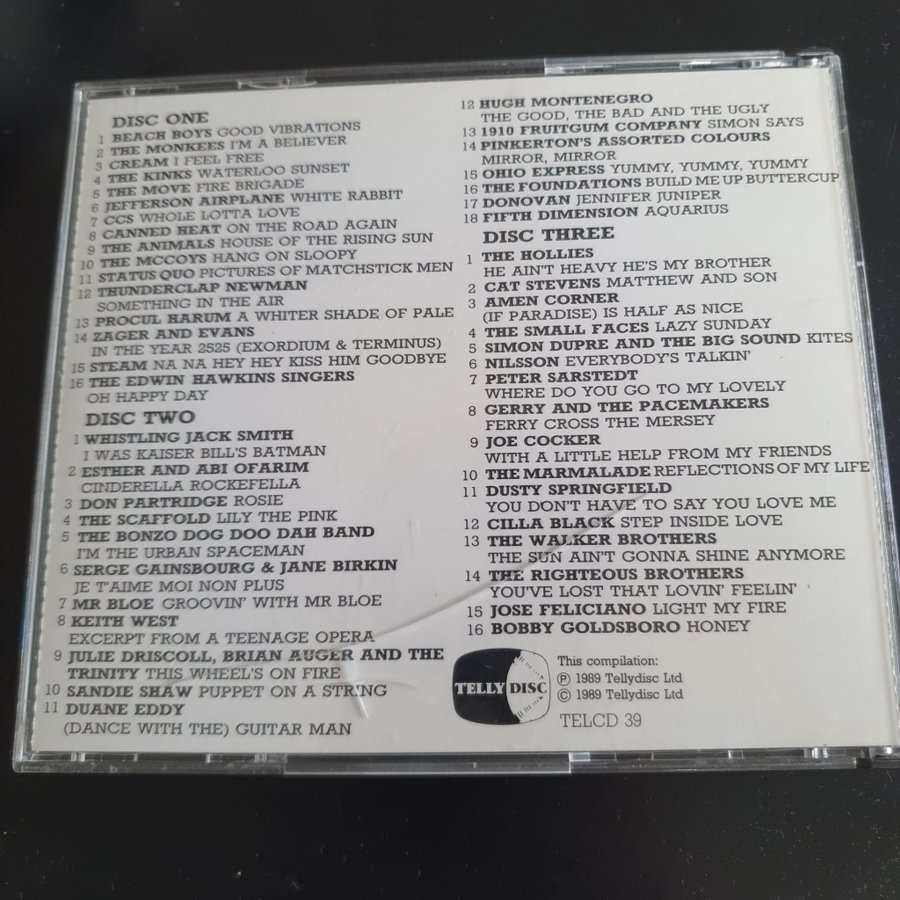 DISC ONE
1 BEACH BOYS GOOD VIBRATIONS
2 THE MONKEES I'M A BELIEVER
3 CREAM I FEEL FREE
4 THE KINKS WATERLOO SUNSET
5 THE MOVE FIRE BRIGADE
6 JEFFERSON AIRPLANE WHITE RABBIT
7 CCS WHOLE LOTTA LOVE
8 CANNED HEAT ON THE ROAD AGAIN
9 THE ANIMALS HOUSE OF THE RISING SUN
10 THE MCCOYS HANG ON SLOOPY
11 STATUS QUO PICTURES OF MATCHSTICK MEN
12 THUNDERCLAP NEWMAN
SOMETHING IN THE AIR
13 PROCUL HARUM A WHITER SHADE OF PALE
14 ZAGER AND EVANS
IN THE YEAR 2525 (EXORDIUM & TERMINUS)
15 STEAM NA NA HEY HEY KISS HIM GOODBYE
16 THE EDWIN HAWKINS SINGERS
OH HAPPY DAY
DISC TWO
1 WHISTLING JACK SMITH
I WAS KAISER BILL'S BATMAN
2 ESTHER AND ABI OFARIM
CINDERELLA ROCKEFELLA
3 DON PARTRIDGE ROSIE
4 THE SCAFFOLD LILY THE PINK
5 THE BONZO DOG DOO DAH BAND
I'M THE URBAN SPACEMAN
6 SERGE GAINSBOURG & JANE BIRKIN
JE T'AIME MOI NON PLUS
7 MR BLOE GROOVIN' WITH MR BLOE
8 KEITH WEST
EXCERPT FROM A TEENAGE OPERA
9 JULIE DRISCOLL, BRIAN AUGER AND THE
TRINITY THIS WHEEL'S ON FIRE
10 SANDIE SHAW PUPPET ON A STRING
11 DUANE EDDY
(DANCE WITH THE) GUITAR MAN
12 HUGH MONTENEGRO
THE GOOD, THE BAD AND THE UGLY
13 1910 FRUITGUM COMPANY SIMON SAYS
14 PINKERTON'S ASSORTED COLOURS
MIRROR, MIRROR
15 OHIO EXPRESS YUMMY, YUMMY, YUMMY
16 THE FOUNDATIONS BUILD ME UP BUTTERCUP
17 DONOVAN JENNIFER JUNIPER
18 FIFTH DIMENSION AQUARIUS
DISC THREE
1 THE HOLLIES
HE AIN'T HEAVY HE'S MY BROTHER
2 CAT STEVENS MATTHEW AND SON
3 AMEN CORNER
(IF PARADISE) IS HALF AS NICE
4 THE SMALL FACES LAZY SUNDAY
5 SIMON DUPRE AND THE BIG SOUND KITES
6 NILSSON EVERYBODY'S TALKIN'
7 PETER SARSTEDT
WHERE DO YOU GO TO MY LOVELY
8 GERRY AND THE PACEMAKERS
FERRY CROSS THE MERSEY
9 JOE COCKER
WITH A LITTLE HELP FROM MY FRIENDS
10 THE MARMALADE REFLECTIONS OF MY LIFE
11 DUSTY SPRINGFIELD
YOU DON'T HAVE TO SAY YOU LOVE ME
12 CILLA BLACK STEP INSIDE LOVE
13 THE WALKER BROTHERS
THE SUN AIN'T GONNA SHINE ANYMORE
14 THE RIGHTEOUS BROTHERS
YOU'VE LOST THAT LOVIN' FEELIN'
15 JOSE FELICIANO LIGHT MY FIRE
16 BOBBY GOLDSBORO HONEY
TELLY DISC
This compilation:
Ⓟ 1989 Tellydisc Ltd
© 1989 Tellydisc Ltd
TELCD 39